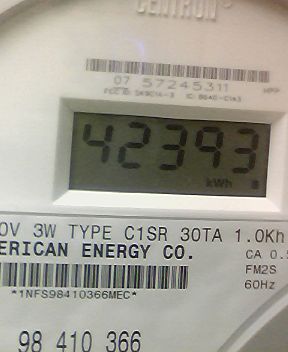 CENTRON®
07 57245311
42393
kWh
0V 3W TYPE C1SR 30TA 1.0Kh
ERICAN ENERGY CO.
CA 0.5
FM2S
60Hz
*1NFS98410366MEC*
98 410 366